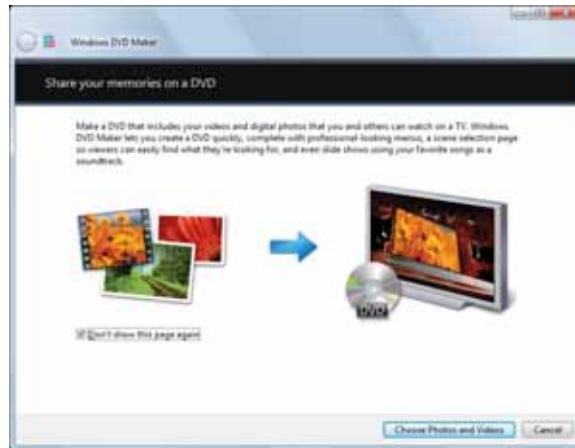 Windows DVD Maker
Share your memories on a DVD
Make a DVD that includes your videos and digital photos that you and others can watch on a TV. Windows
DVD Maker lets you create a DVD quickly, complete with professional-looking menus, a scene selection page
so viewers can easily find what they're looking for, and even slide shows using your favorite songs as a
soundtrack.
DVD
Don't show this page again
Choose Photos and Videos Cancel